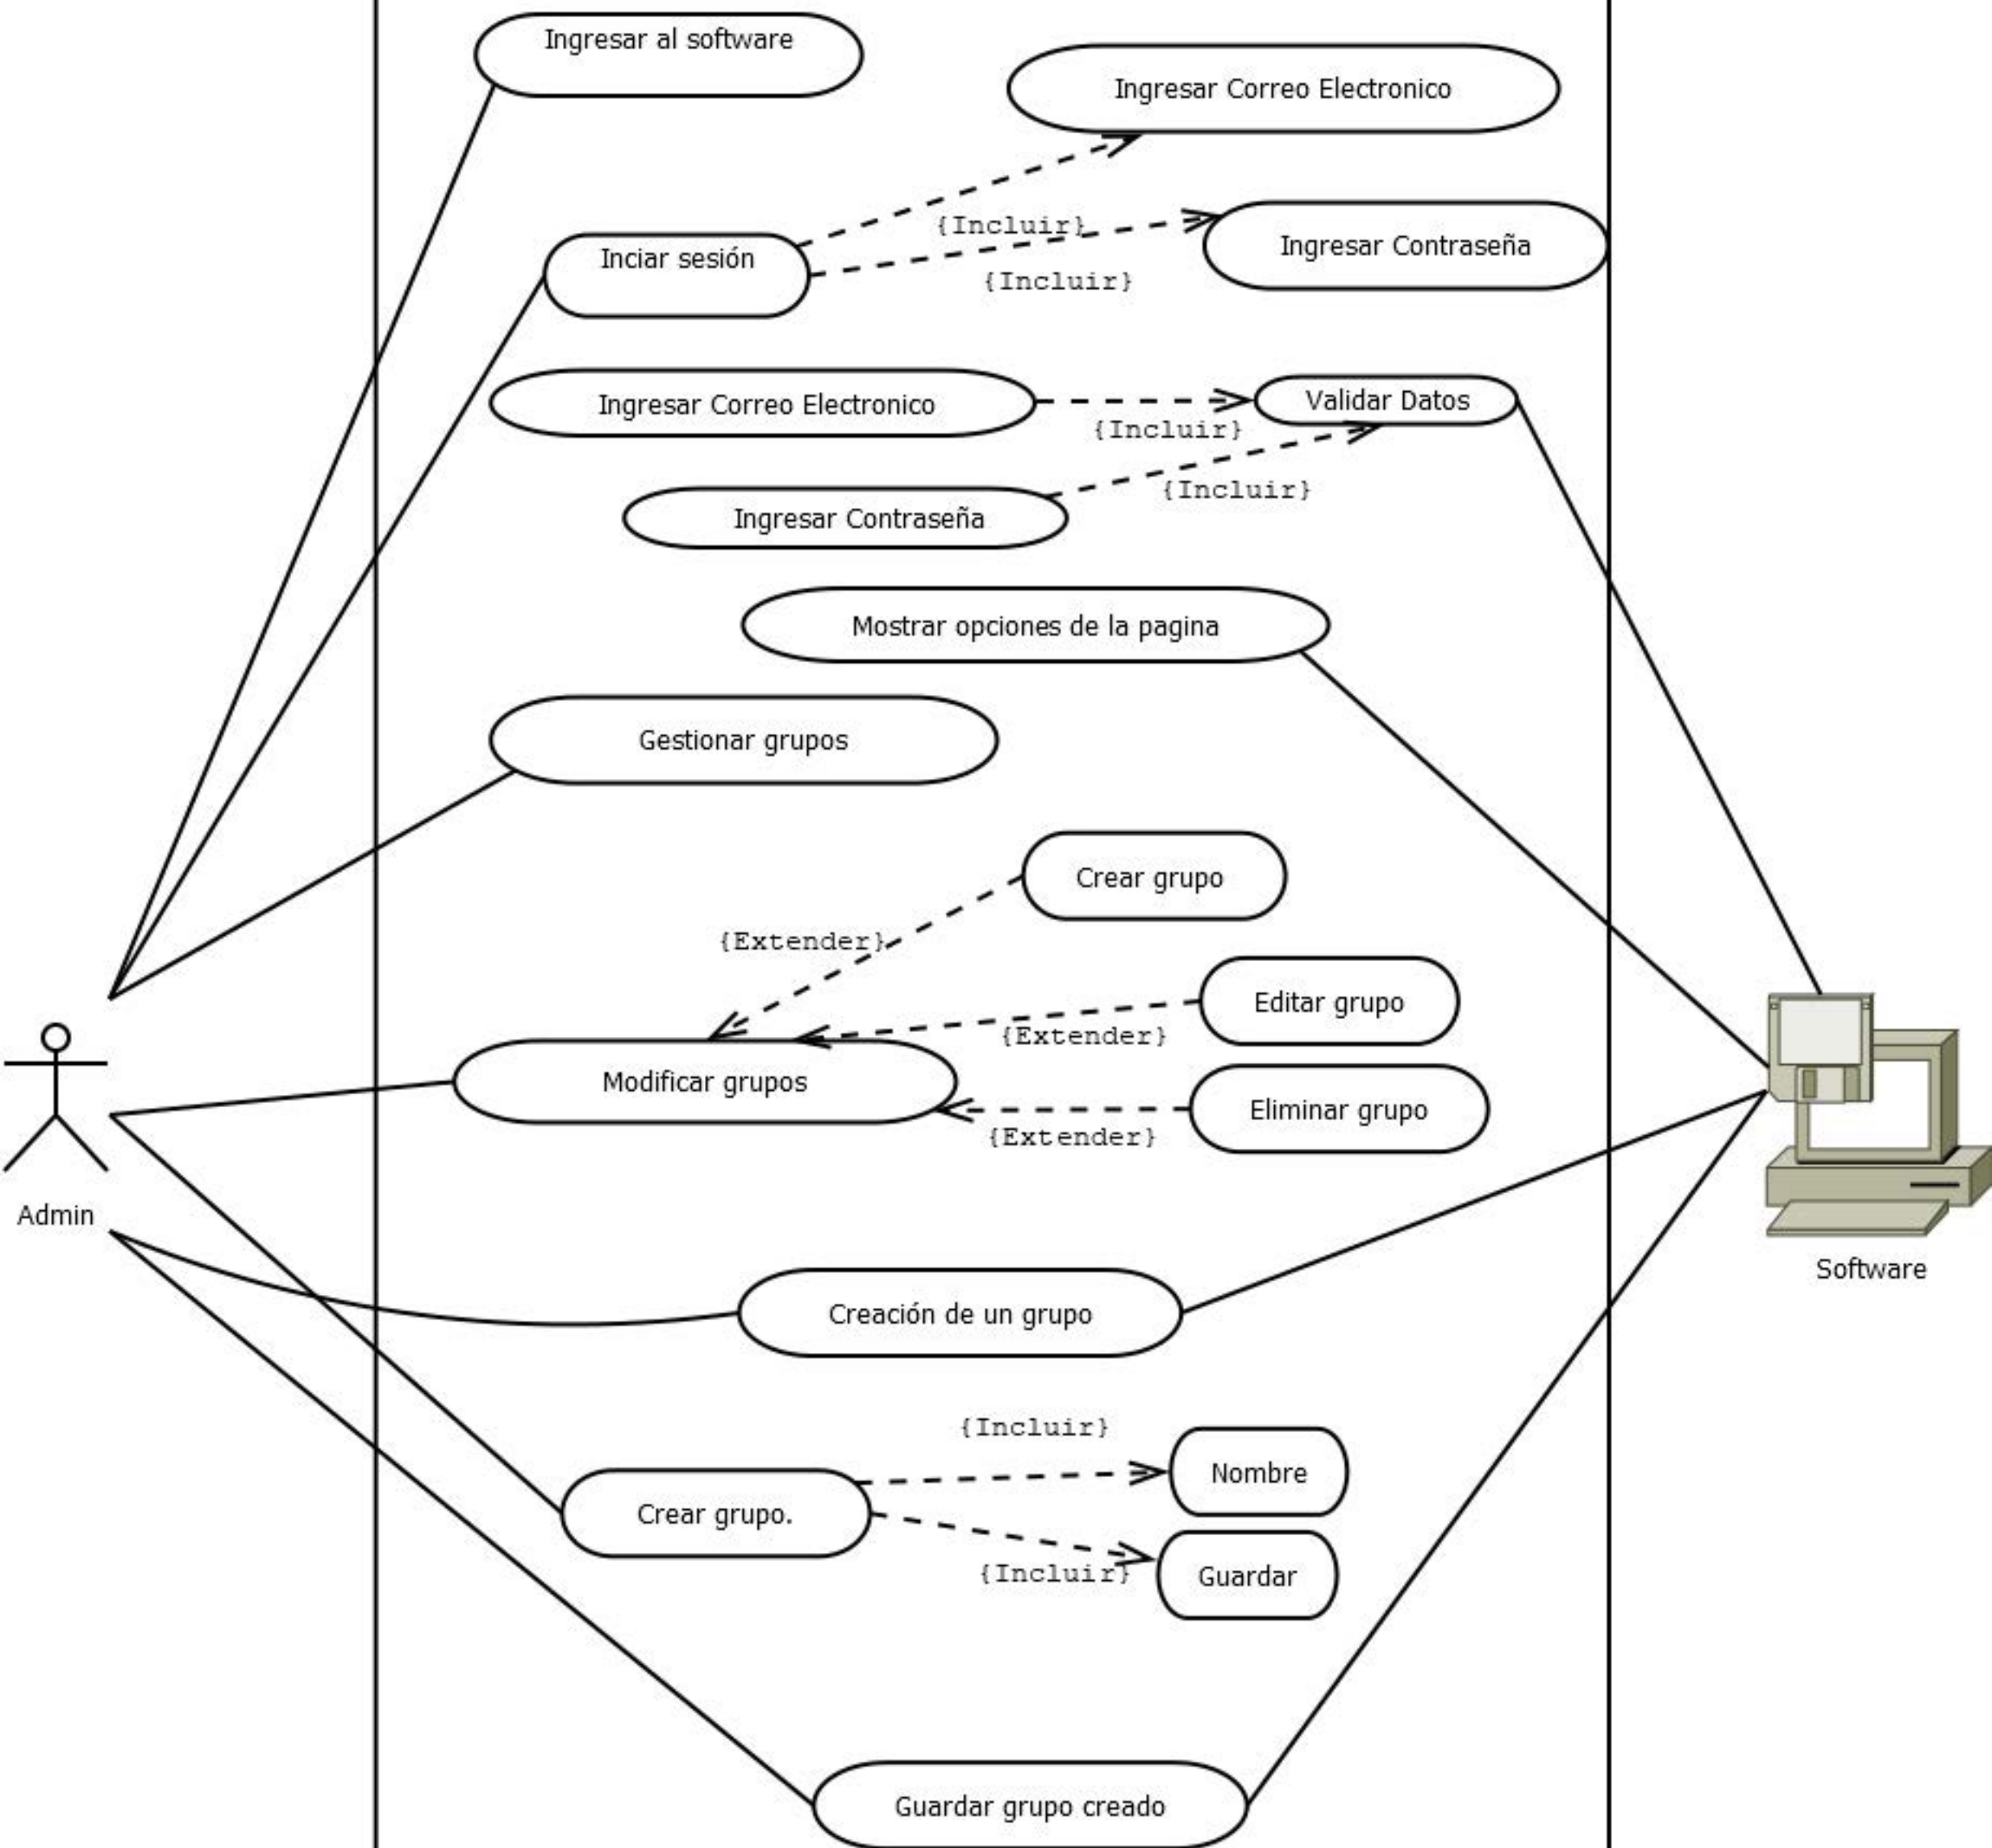 Ingresar al software
Ingresar Correo Electronico
{Incluir}
Ingresar Contraseña
Inciar sesión
{Incluir}
Ingresar Correo Electronico
Validar Datos
{Incluir}
{Incluir}
Ingresar Contraseña
Mostrar opciones de la pagina
Gestionar grupos
Crear grupo
{Extender}
Editar grupo
{Extender}
Modificar grupos
Eliminar grupo
{Extender}
Admin
Software
Creación de un grupo
{Incluir}
Nombre
Crear grupo.
{Incluir}
Guardar
Guardar grupo creado